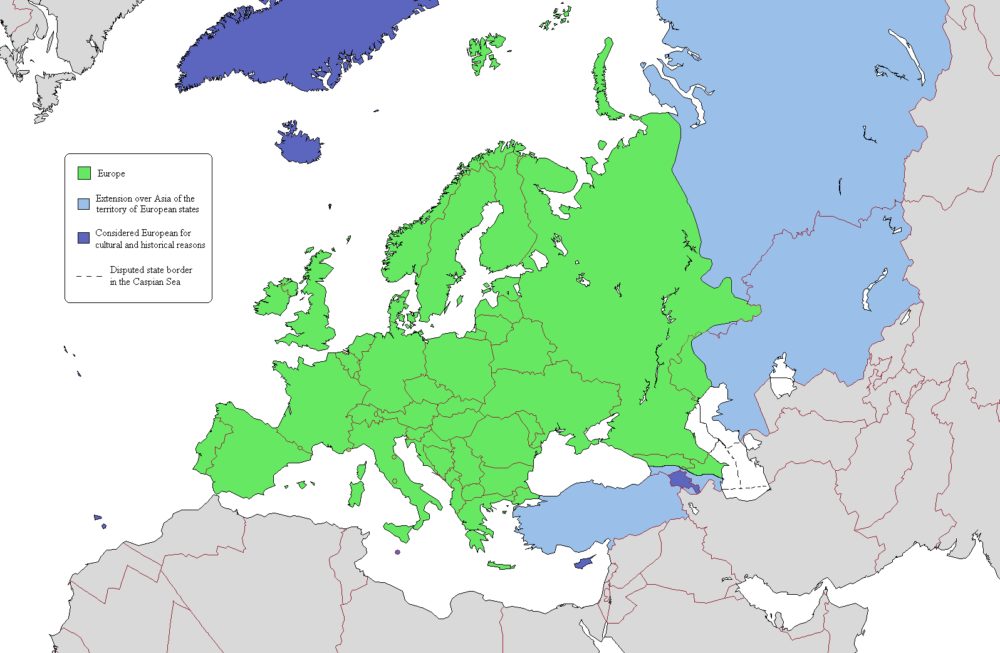 Europe
Extension over Asia of the
territory of European states
Considered European for
cultural and historical reasons
Disputed state border
in the Caspian Sea